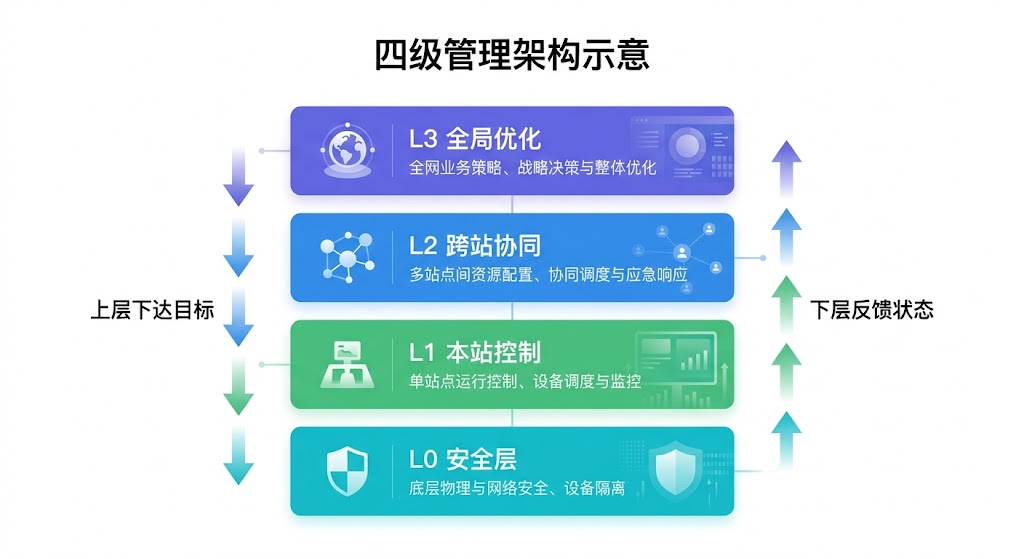 四级管理架构示意
L3 全局优化
全网业务策略、战略决策与整体优化
L2 跨站协同
多站点间资源配置、协同调度与应急响应
上层下达目标
下层反馈状态
L1 本站控制
单站点运行控制、设备调度与监控
L0 安全层
底层物理与网络安全、设备隔离